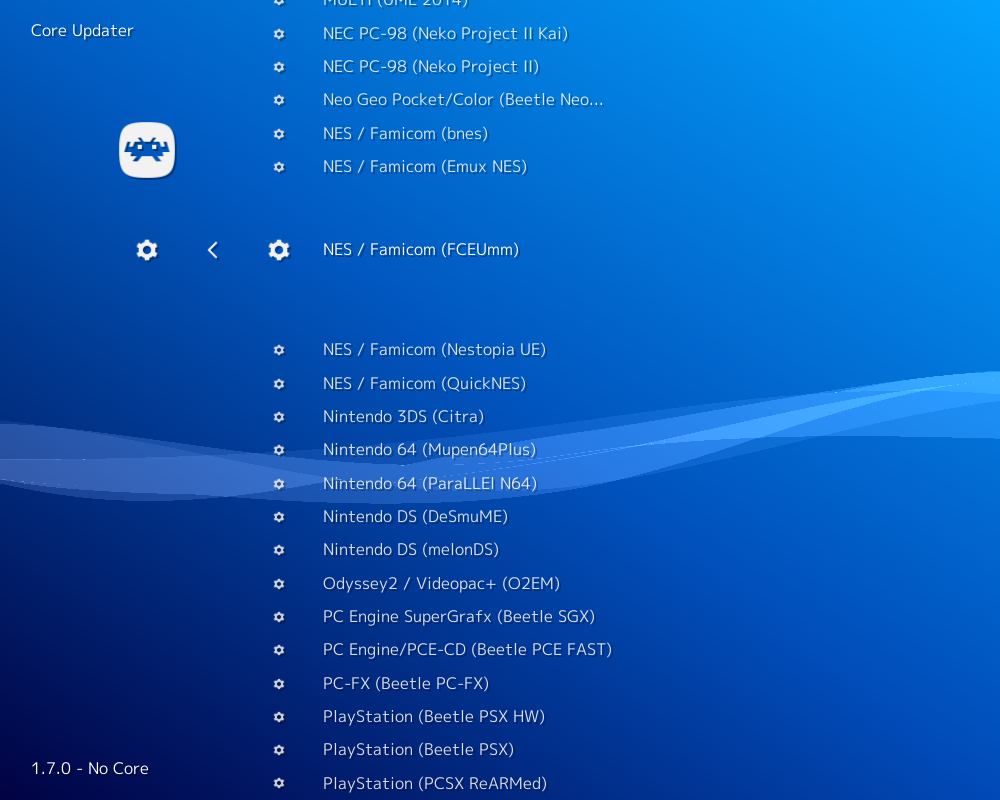 Core Updater
MULTI (UME 2014)
NEC PC-98 (Neko Project II Kai)
NEC PC-98 (Neko Project II)
Neo Geo Pocket/Color (Beetle Neo...
NES / Famicom (bnes)
NES / Famicom (Emux NES)
NES / Famicom (FCEUmm)
NES / Famicom (Nestopia UE)
NES / Famicom (QuickNES)
Nintendo 3DS (Citra)
Nintendo 64 (Mupen64Plus)
Nintendo 64 (ParaLLEl N64)
Nintendo DS (DeSmuME)
Nintendo DS (melonDS)
Odyssey2 / Videopac+ (O2EM)
PC Engine SuperGrafx (Beetle SGX)
PC Engine/PCE-CD (Beetle PCE FAST)
PC-FX (Beetle PC-FX)
PlayStation (Beetle PSX HW)
PlayStation (Beetle PSX)
PlayStation (PCSX ReARMed)
1.7.0 - No Core